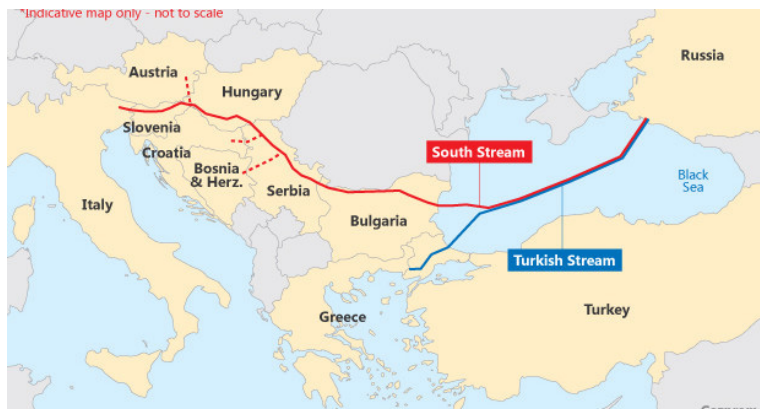 *Indicative map only - not to scale
Russia
Austria
Hungary
Slovenia
South Stream
Croatia
Bosnia
& Herz.
Black
Sea
Serbia
Italy
Bulgaria
Turkish Stream
Greece
Turkey